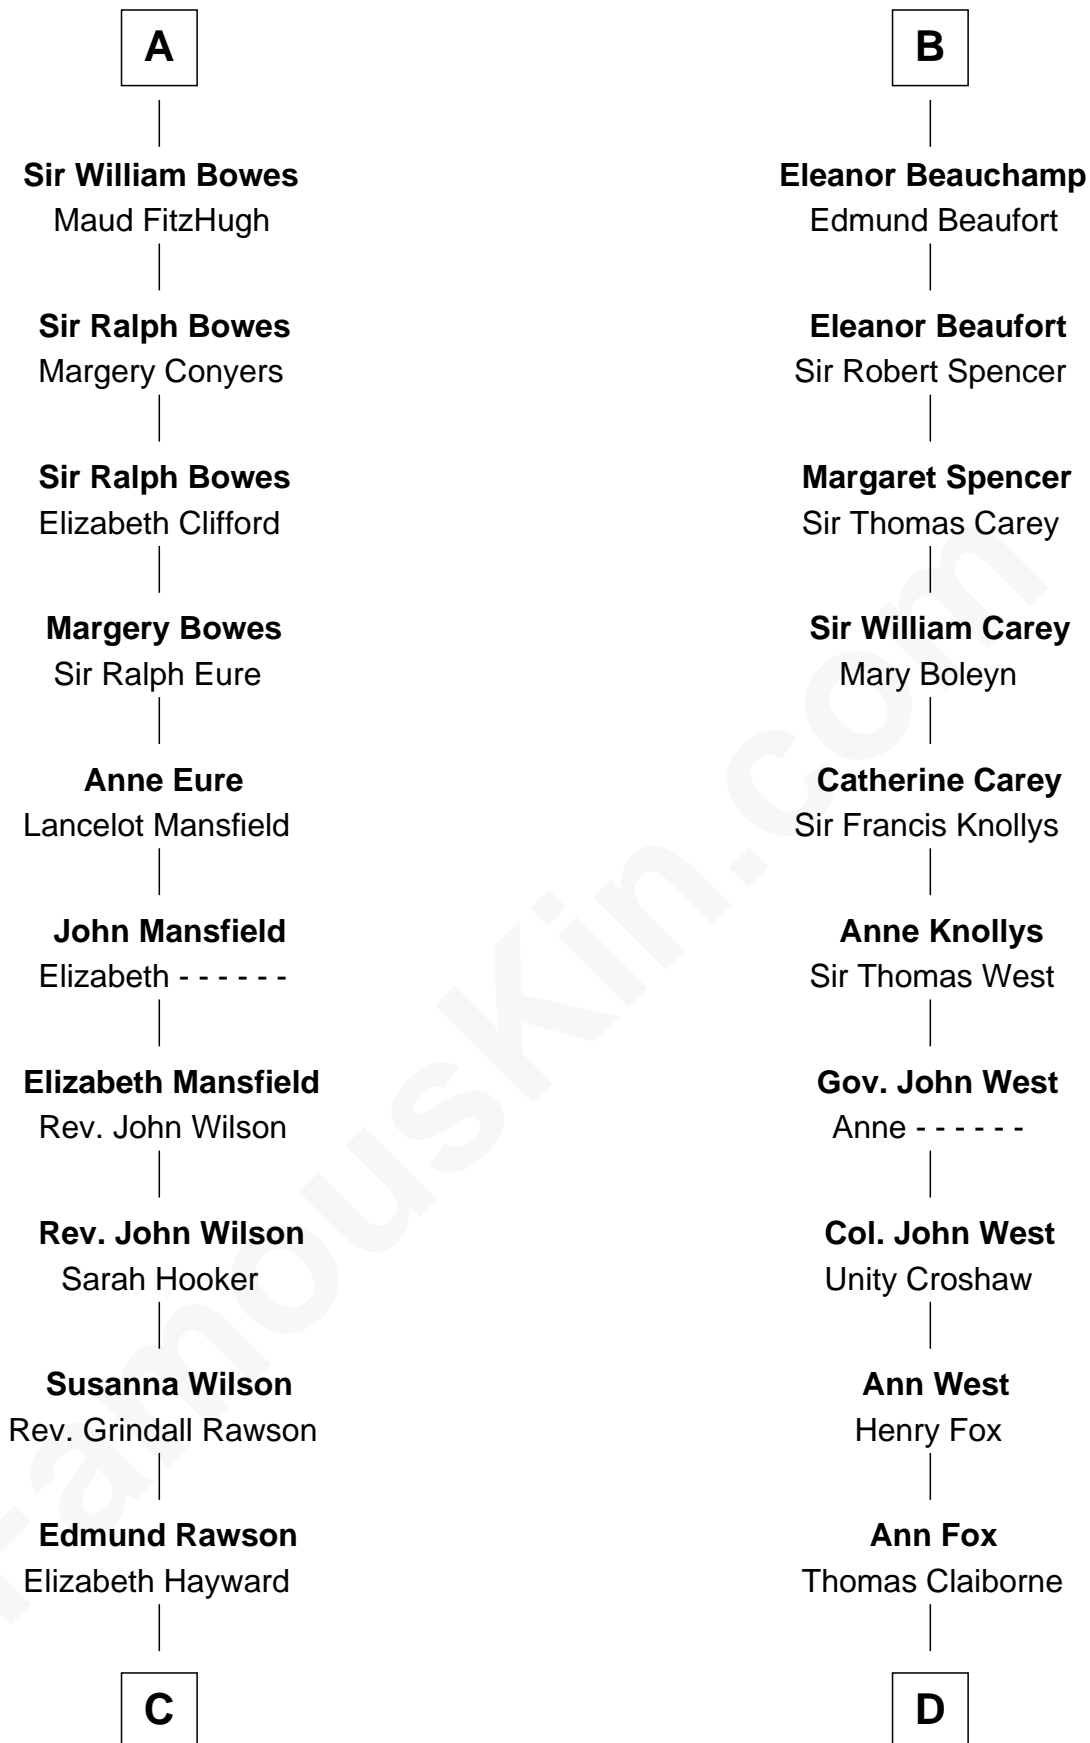 A
Sir William Bowes
Maud FitzHugh
Sir Ralph Bowes
Margery Conyers
Sir Ralph Bowes
Elizabeth Clifford
Margery Bowes
Sir Ralph Eure
Anne Eure
Lancelot Mansfield
John Mansfield
Elizabeth - - - - - -
Elizabeth Mansfield
Rev. John Wilson
Rev. John Wilson
Sarah Hooker
Susanna Wilson
Rev. Grindall Rawson
Edmund Rawson
Elizabeth Hayward
C
B
Eleanor Beauchamp
Edmund Beaufort
Eleanor Beaufort
Sir Robert Spencer
Margaret Spencer
Sir Thomas Carey
Sir William Carey
Mary Boleyn
Catherine Carey
Sir Francis Knollys
Anne Knollys
Sir Thomas West
Gov. John West
Anne - - - - - -
Col. John West
Unity Croshaw
Ann West
Henry Fox
Ann Fox
Thomas Claiborne
D
FamousKin.com